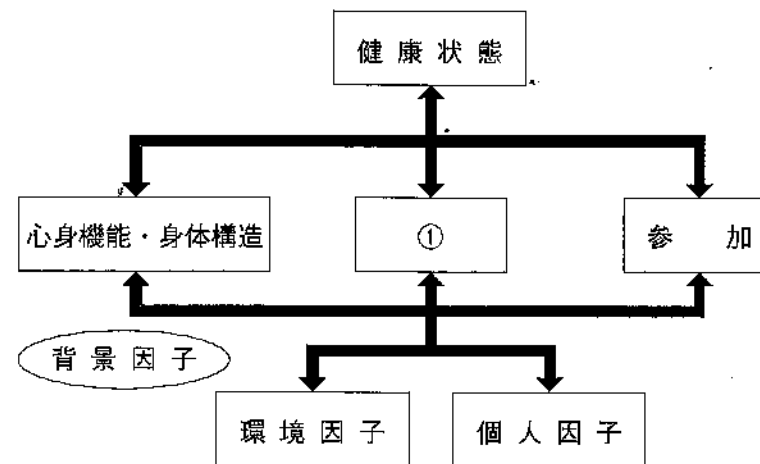 健康状態
心身機能・身体構造
①
参加
背景因子
環境因子
個人因子